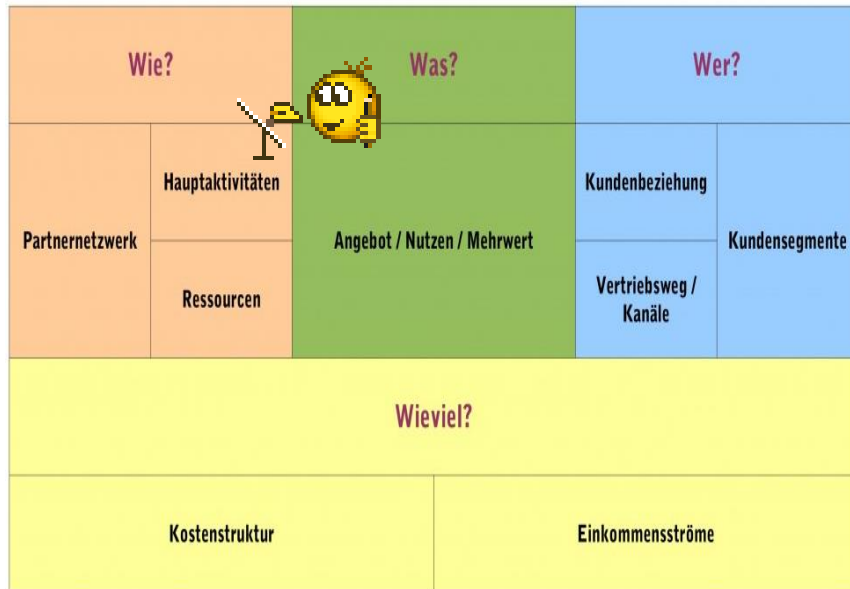 Wie?
Was?
Wer?
Partnernetzwerk
Hauptaktivitäten
Ressourcen
Angebot / Nutzen / Mehrwert
Kundenbeziehung
Vertriebsweg /
Kanäle
Kundensegmente
Wieviel?
Kostenstruktur
Einkommensströme